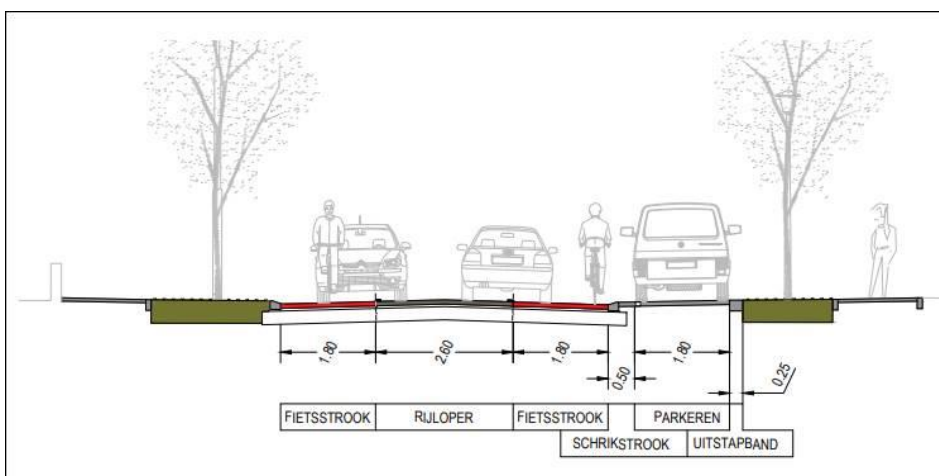 1.80
2.60
1.80
0.50
1.80
0.25
FIETSSTROOK
RIJLOPER
FIETSSTROOK
PARKEREN
SCHRIKSTROOK
UITSTAPBAND